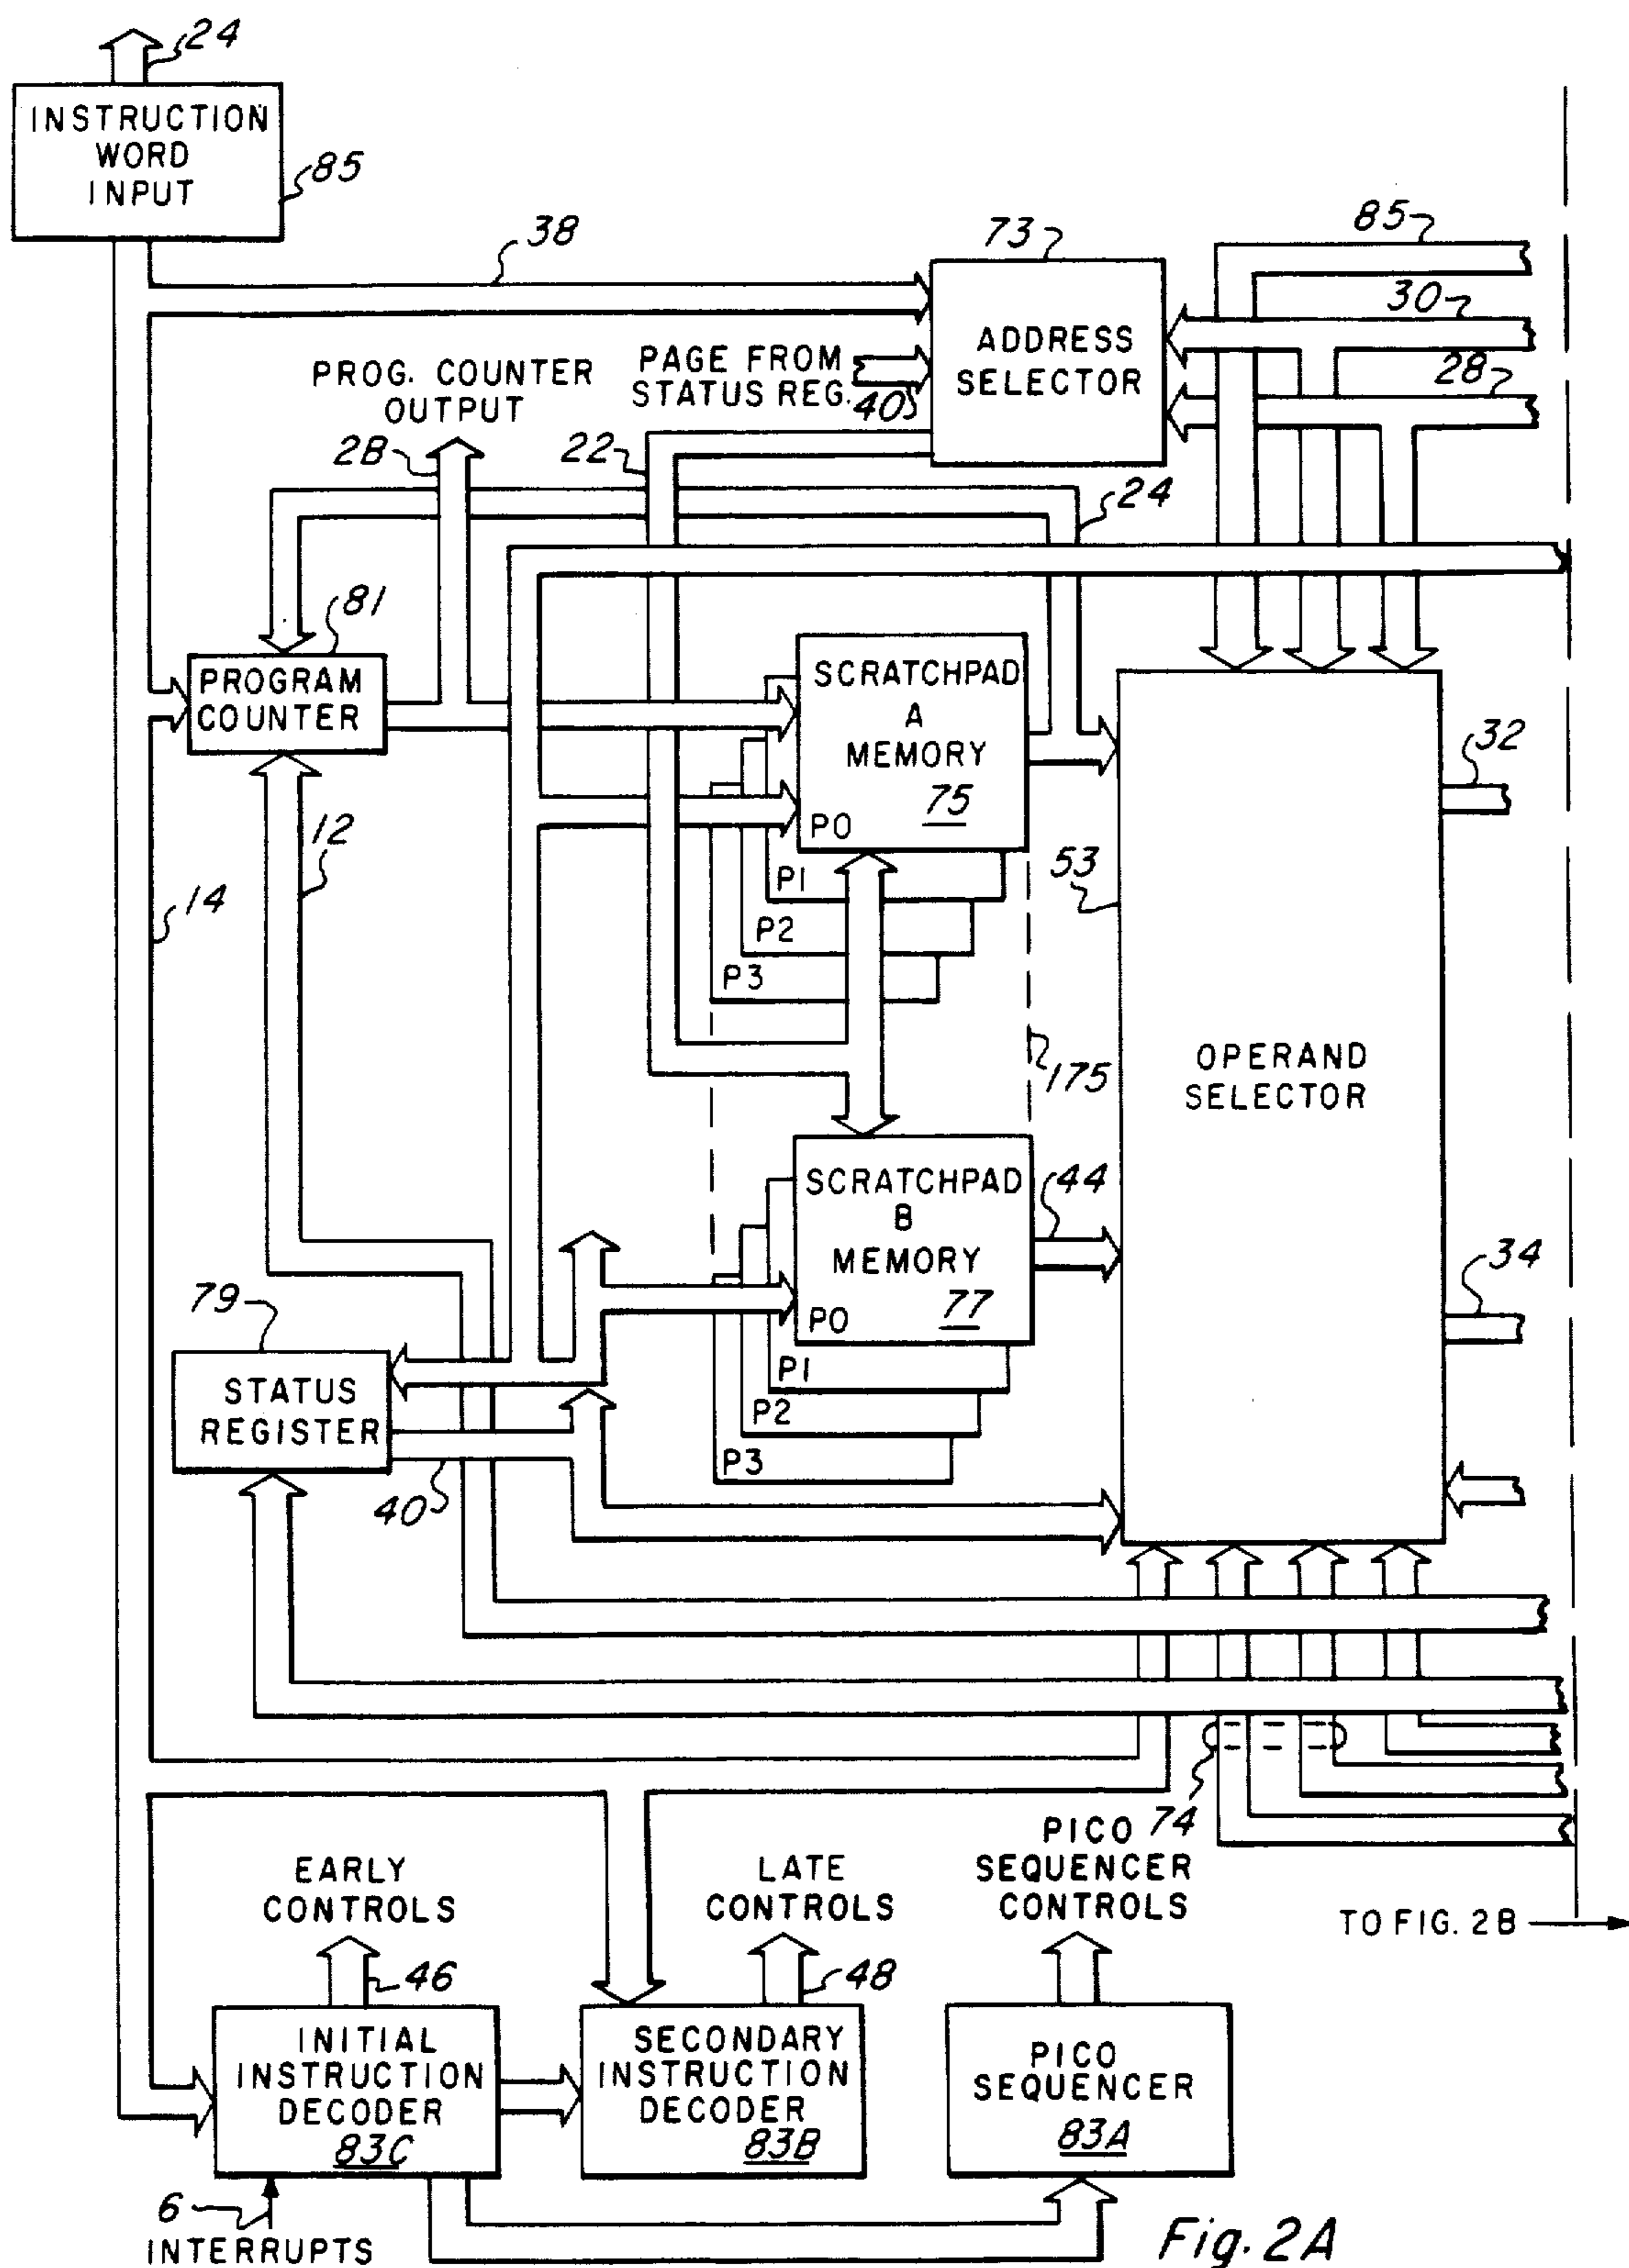 24
INSTRUCTION
WORD
INPUT
85
38
73
85
30
28
ADDRESS
SELECTOR
PAGE FROM
STATUS REG.
40
PROG. COUNTER
OUTPUT
2B
22
24
81
PROGRAM
COUNTER
SCRATCHPAD
A
MEMORY
75
P0
P1
P2
P3
32
12
14
53
175
OPERAND
SELECTOR
SCRATCHPAD
B
MEMORY
77
P0
P1
P2
P3
44
34
79
STATUS
REGISTER
40
74
EARLY
CONTROLS
LATE
CONTROLS
PICO
SEQUENCER
CONTROLS
TO FIG. 2B
46
48
INITIAL
INSTRUCTION
DECODER
83C
SECONDARY
INSTRUCTION
DECODER
83B
PICO
SEQUENCER
83A
6
INTERRUPTS
Fig. 2A